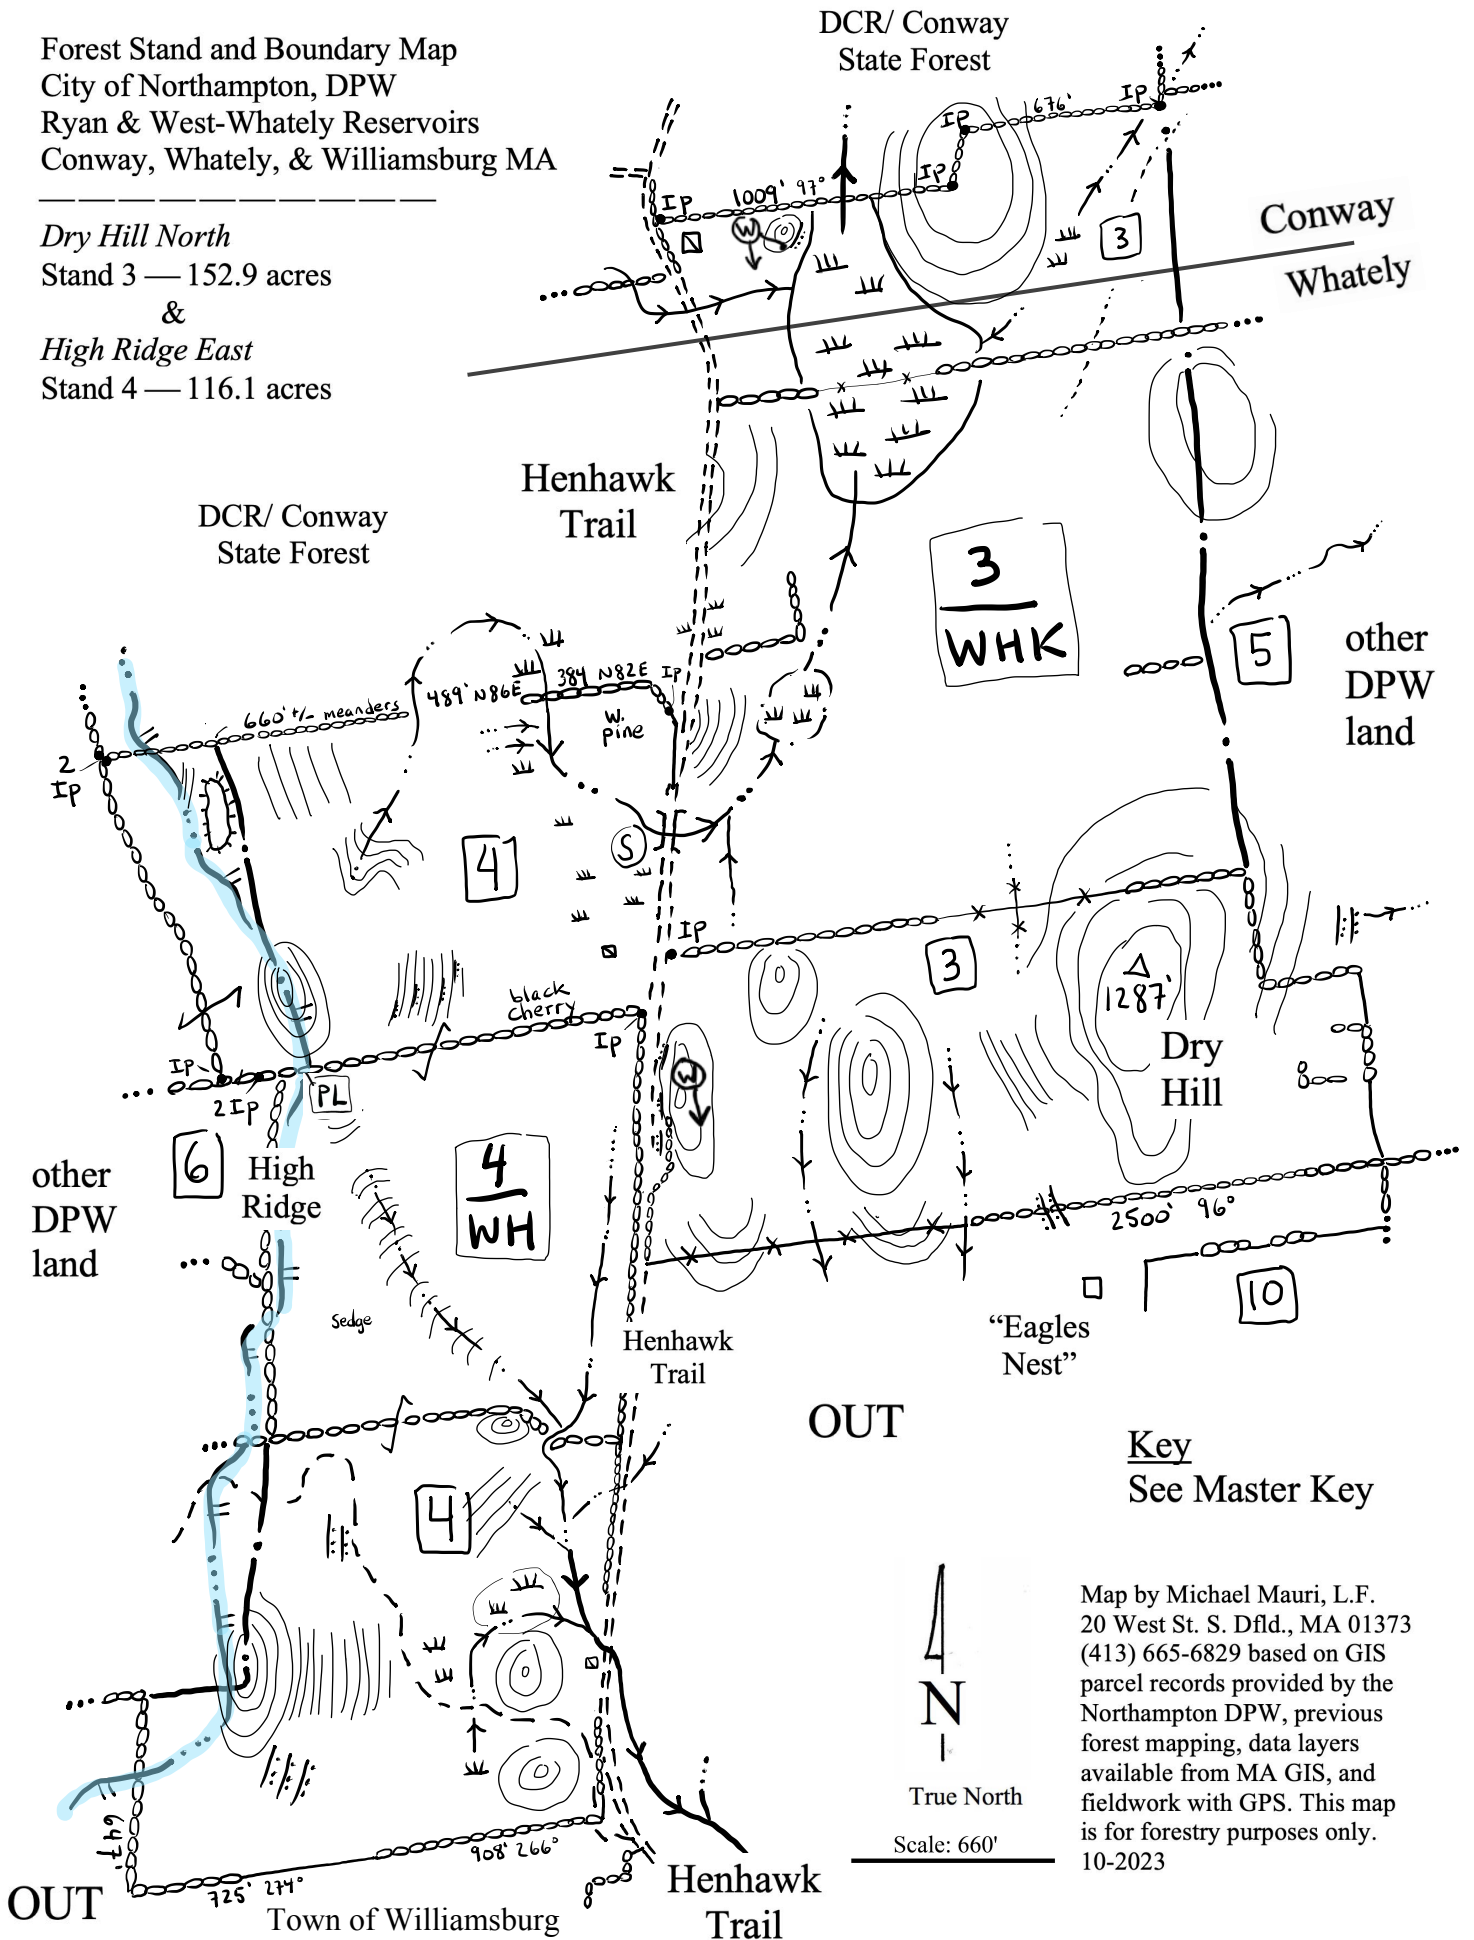 Forest Stand and Boundary Map
City of Northampton, DPW
Ryan & West-Whately Reservoirs
Conway, Whately, & Williamsburg MA
Dry Hill North
Stand 3 — 152.9 acres
&
High Ridge East
Stand 4 — 116.1 acres
DCR/ Conway
State Forest
676'
Ip
Ip
Ip
Ip
1009' 97°
W
3
Conway
Whately
Henhawk
Trail
DCR/ Conway
State Forest
3
WHK
5
other
DPW
land
489' N86E
384 N82E
Ip
660' +/- meanders
W.
pine
2
Ip
4
S
Ip
3
1287'
Dry
Hill
black
cherry
Ip
Ip
2 Ip
PL
W
6
other
DPW
land
High
Ridge
4
WH
2500' 96°
10
"Eagles
Nest"
Sedge
Henhawk
Trail
OUT
Key
See Master Key
4
N
True North
Scale: 660'
Map by Michael Mauri, L.F.
20 West St. S. Dfld., MA 01373
(413) 665-6829 based on GIS
parcel records provided by the
Northampton DPW, previous
forest mapping, data layers
available from MA GIS, and
fieldwork with GPS. This map
is for forestry purposes only.
10-2023
647'
908' 266°
725' 274°
OUT
Town of Williamsburg
Henhawk
Trail